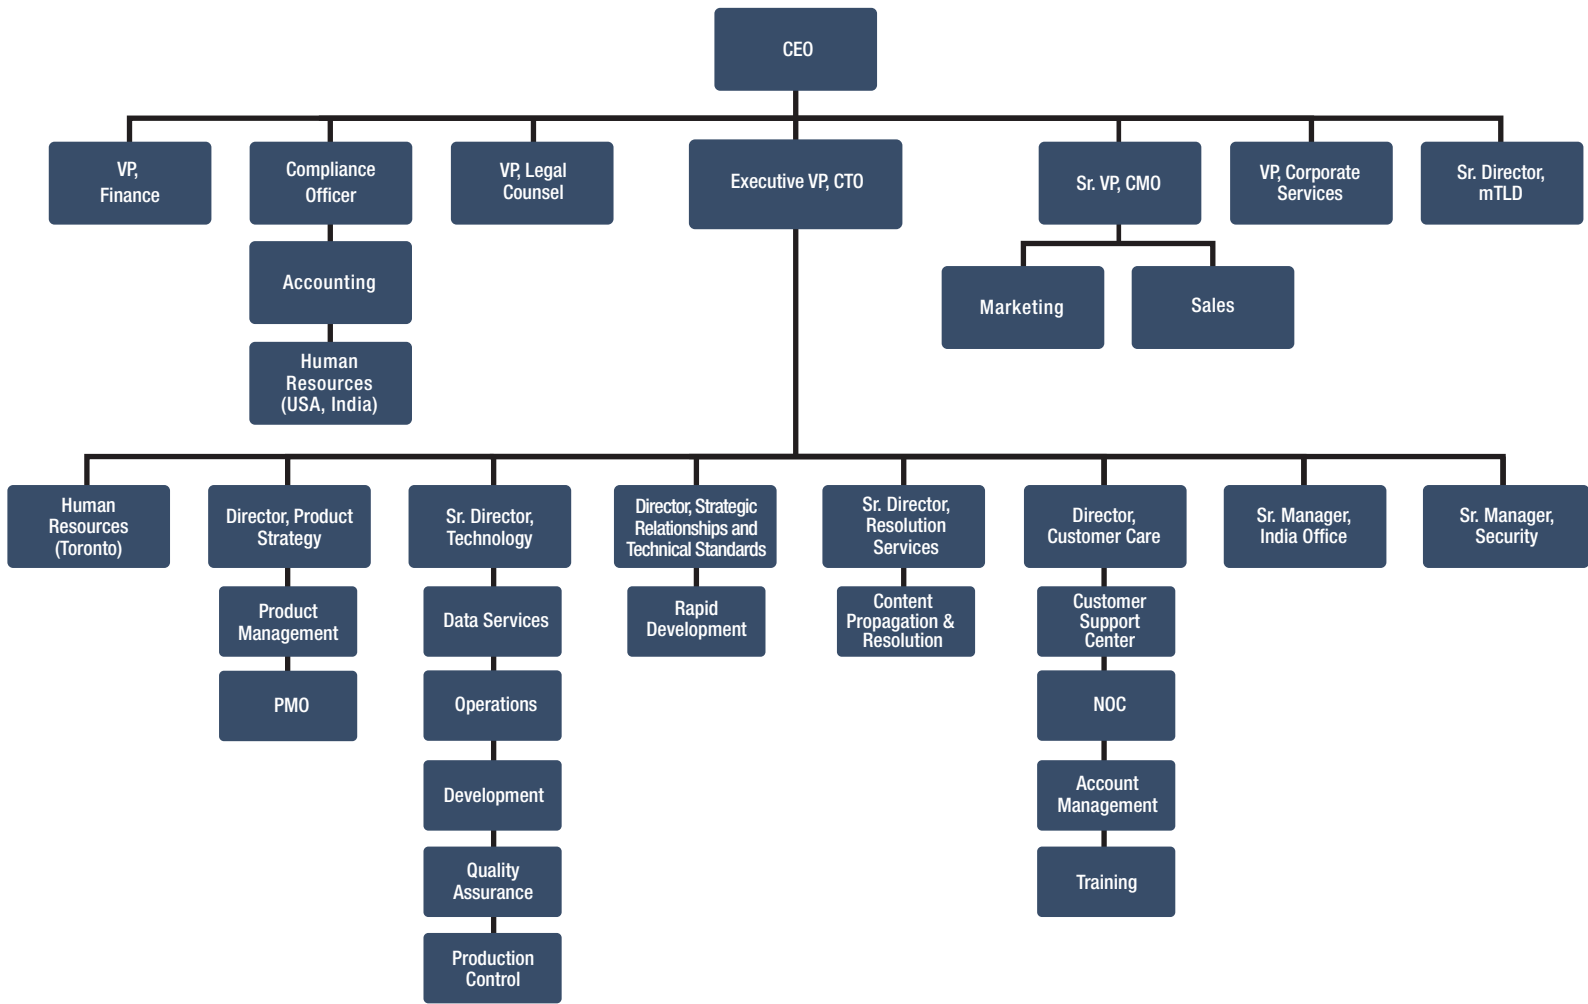 CEO
VP,
Finance
Compliance
Officer
VP, Legal
Counsel
Executive VP, CTO
Sr. VP, CMO
VP, Corporate
Services
Sr. Director,
mTLD
Accounting
Human
Resources
(USA, India)
Marketing
Sales
Human
Resources
(Toronto)
Director, Product
Strategy
Sr. Director,
Technology
Director, Strategic
Relationships and
Technical Standards
Sr. Director,
Resolution
Services
Director,
Customer Care
Sr. Manager,
India Office
Sr. Manager,
Security
Product
Management
PMO
Data Services
Operations
Development
Quality
Assurance
Production
Control
Rapid
Development
Content
Propagation &
Resolution
Customer
Support
Center
NOC
Account
Management
Training